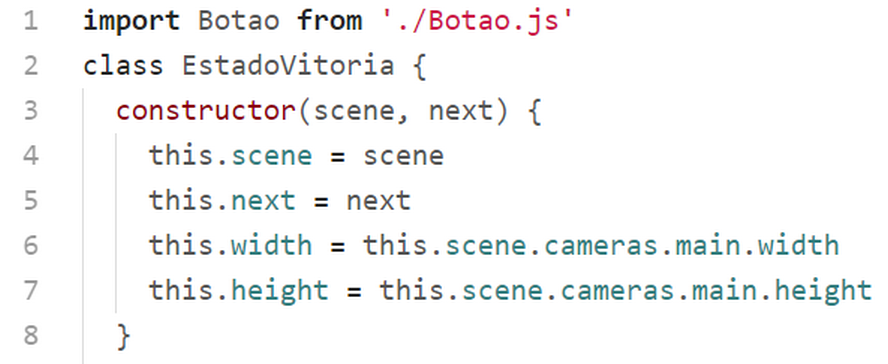 1 import Botao from './Botao.js'
2 class EstadoVitoria {
3 constructor(scene, next) {
4 this.scene = scene
5 this.next = next
6 this.width = this.scene.cameras.main.width
7 this.height = this.scene.cameras.main.height
8 }